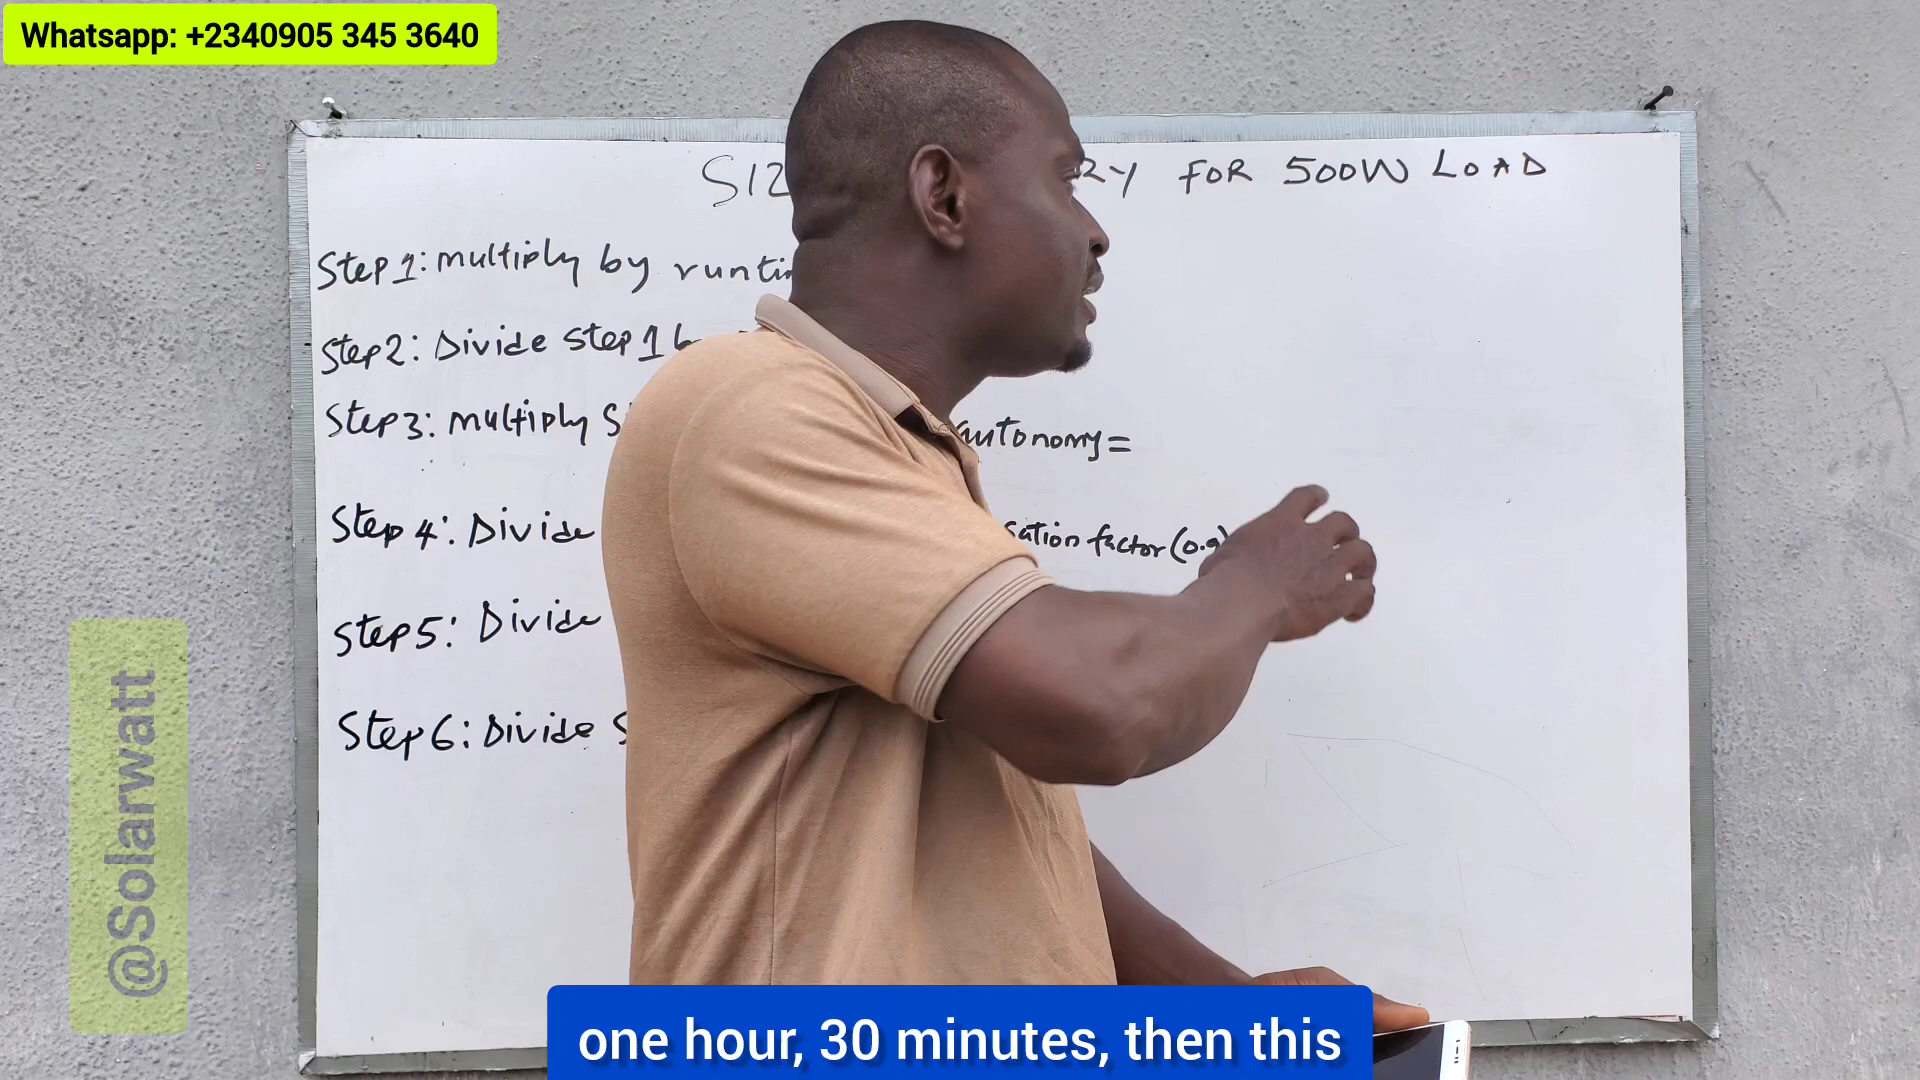 Whatsapp: +2340905 345 3640
SIZ RY FOR 500W LOAD
Step 1: multiply by runti
Step 2: Divide step 1 b
Step 3: multiply S autonomy=
Step 4: Divide sation factor (0.9)
Step 5: Divide
Step 6: Divide S
@Solarwatt
one hour, 30 minutes, then this